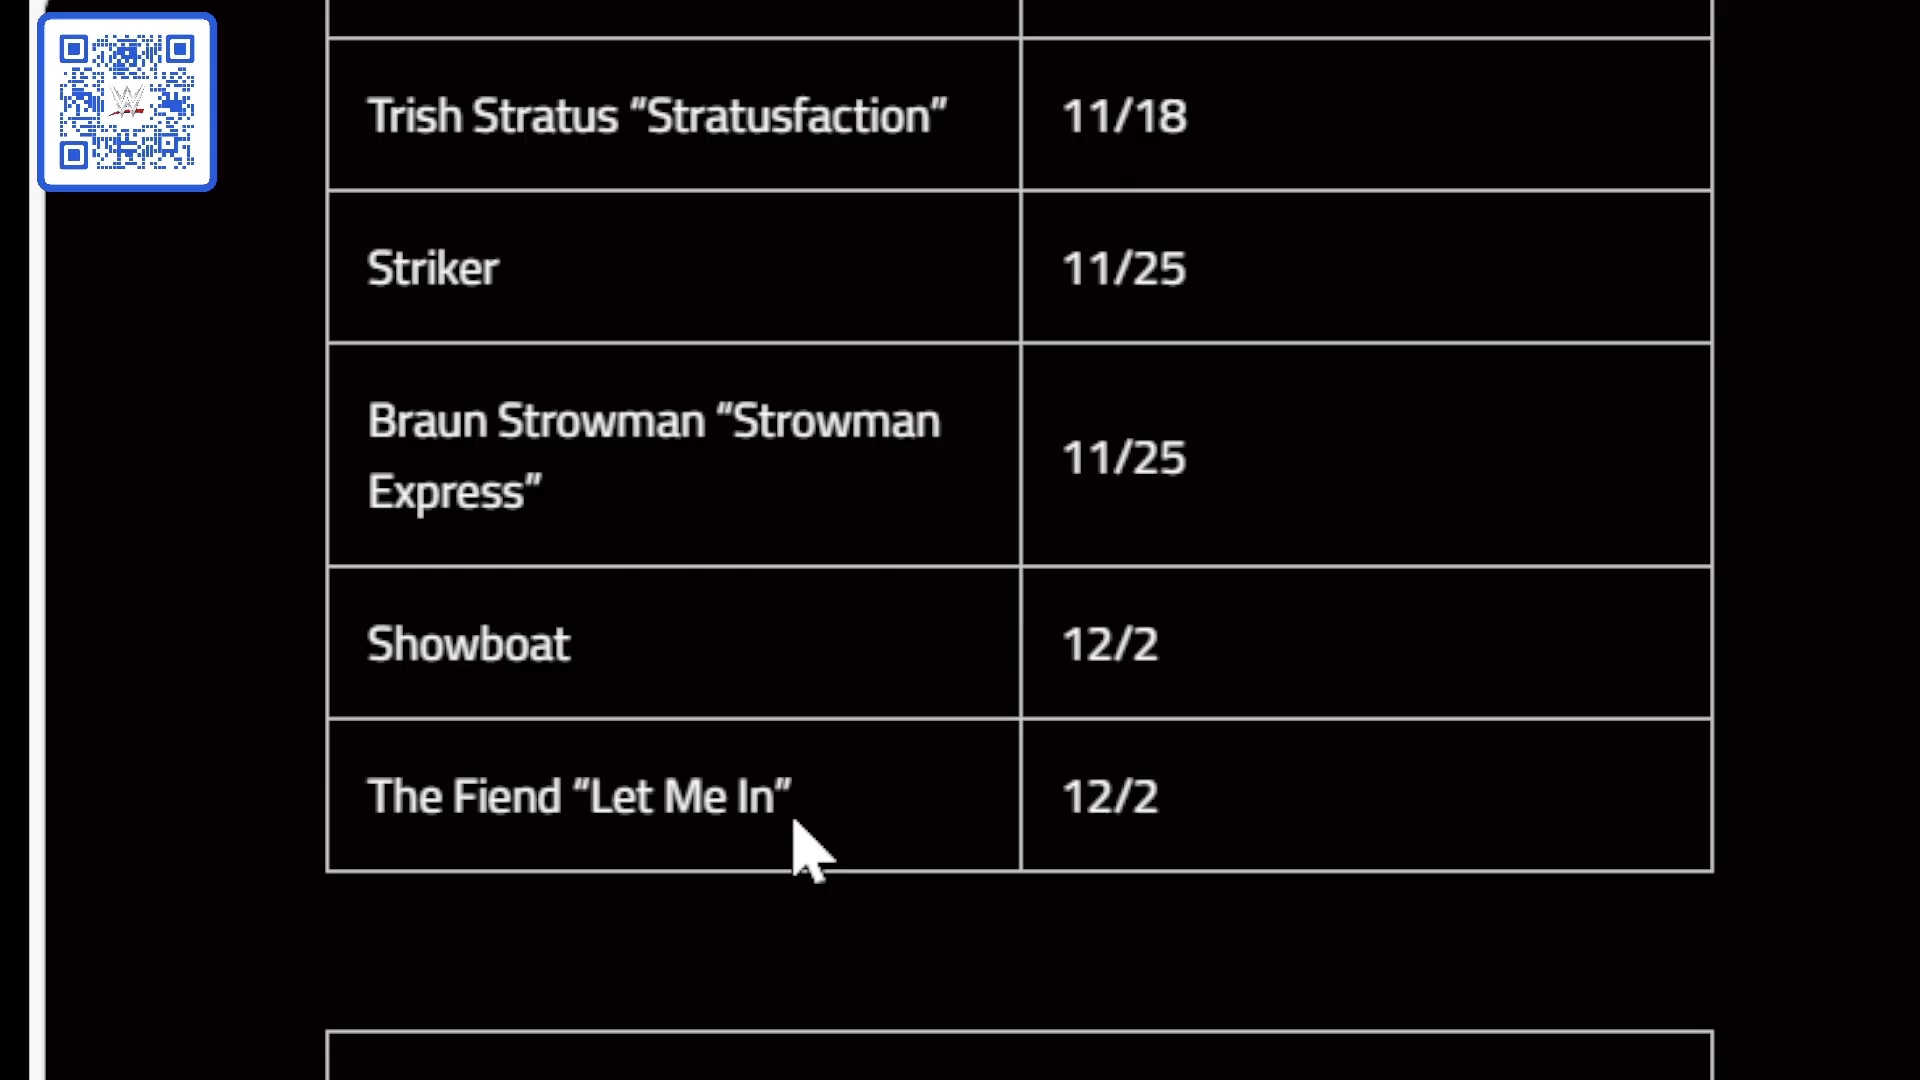 Trish Stratus “Stratusfaction”
11/18
Striker
11/25
Braun Strowman “Strowman
Express”
11/25
Showboat
12/2
The Fiend “Let Me In”
12/2